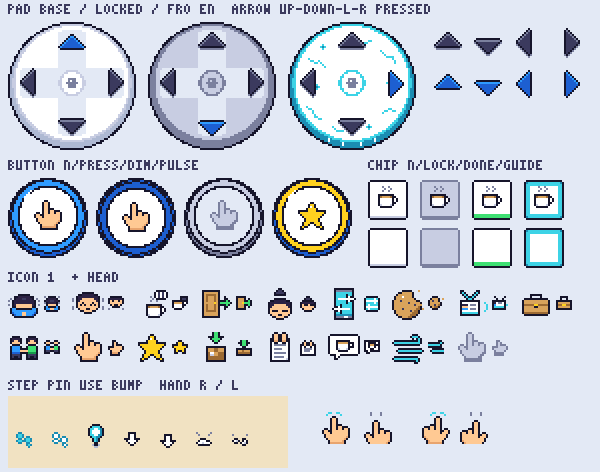 PAD BASE / LOCKED / FRO EN  ARROW UP-DOWN-L-R PRESSED
BUTTON N/PRESS/DIM/PULSE
CHIP N/LOCK/DONE/GUIDE
ICON 1  + HEAD
STEP PIN USE BUMP  HAND R / L